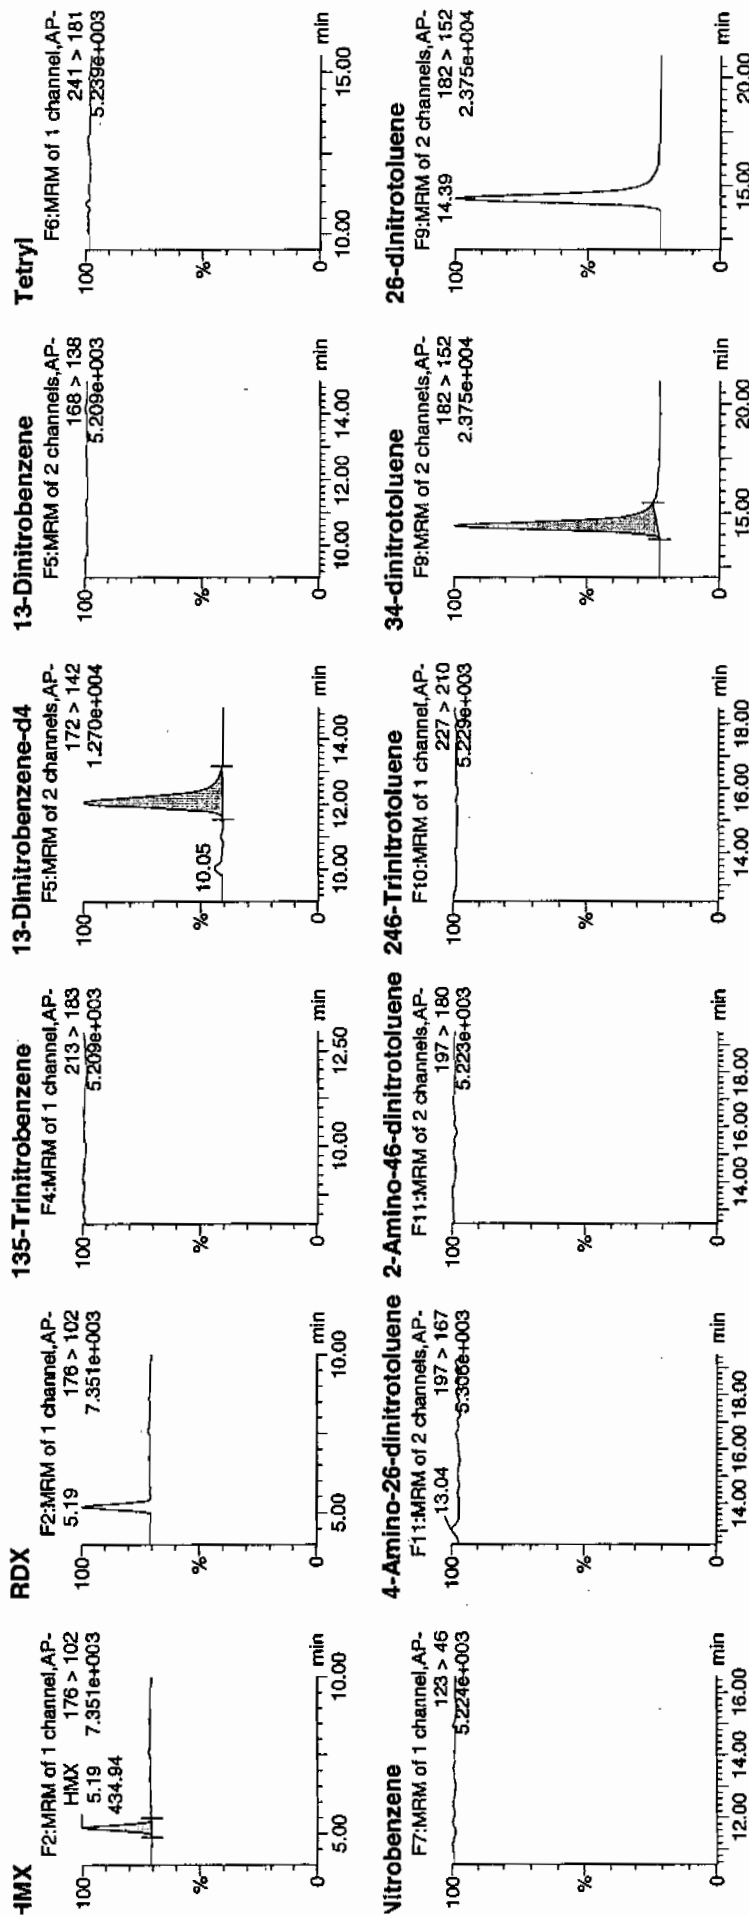 HMX
F2:MRM of 1 channel,AP-
HMX 176 > 102
5.19 7.351e+003
434.94
100
%
0
5.00 10.00 min
RDX
F2:MRM of 1 channel,AP-
5.19 176 > 102
7.351e+003
100
%
0
5.00 10.00 min
135-Trinitrobenzene
F4:MRM of 1 channel,AP-
213 > 183
5.209e+003
100
%
0
10.00 12.50 min
13-Dinitrobenzene-d4
F5:MRM of 2 channels,AP-
172 > 142
1.270e+004
100
10.05
%
0
10.00 12.00 14.00 min
13-Dinitrobenzene
F5:MRM of 2 channels,AP-
168 > 138
5.209e+003
100
%
0
10.00 12.00 14.00 min
Tetryl
F6:MRM of 1 channel,AP-
241 > 181
5.239e+003
100
%
0
10.00 15.00 min
Nitrobenzene
F7:MRM of 1 channel,AP-
123 > 46
5.224e+003
100
%
0
12.00 14.00 16.00 min
4-Amino-26-dinitrotoluene
F11:MRM of 2 channels,AP-
13.04 197 > 167
5.306e+003
100
%
0
14.00 16.00 18.00 min
2-Amino-46-dinitrotoluene
F11:MRM of 2 channels,AP-
197 > 180
5.223e+003
100
%
0
14.00 16.00 18.00 min
246-Trinitrotoluene
F10:MRM of 1 channel,AP-
227 > 210
5.229e+003
100
%
0
14.00 16.00 18.00 min
34-dinitrotoluene
F9:MRM of 2 channels,AP-
182 > 152
2.375e+004
100
%
0
15.00 20.00 min
26-dinitrotoluene
F9:MRM of 2 channels,AP-
14.39 182 > 152
2.375e+004
100
%
0
15.00 20.00 min